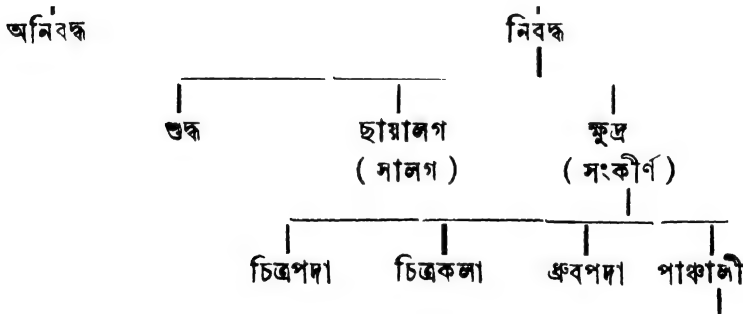 অনিবদ্ধ নিবদ্ধ
শুদ্ধ ছায়ালগ ক্ষুদ্র
( সালগ ) ( সংকীর্ণ )
চিত্রপদা চিত্রকলা ধ্রুবপদা পাঞ্চালী